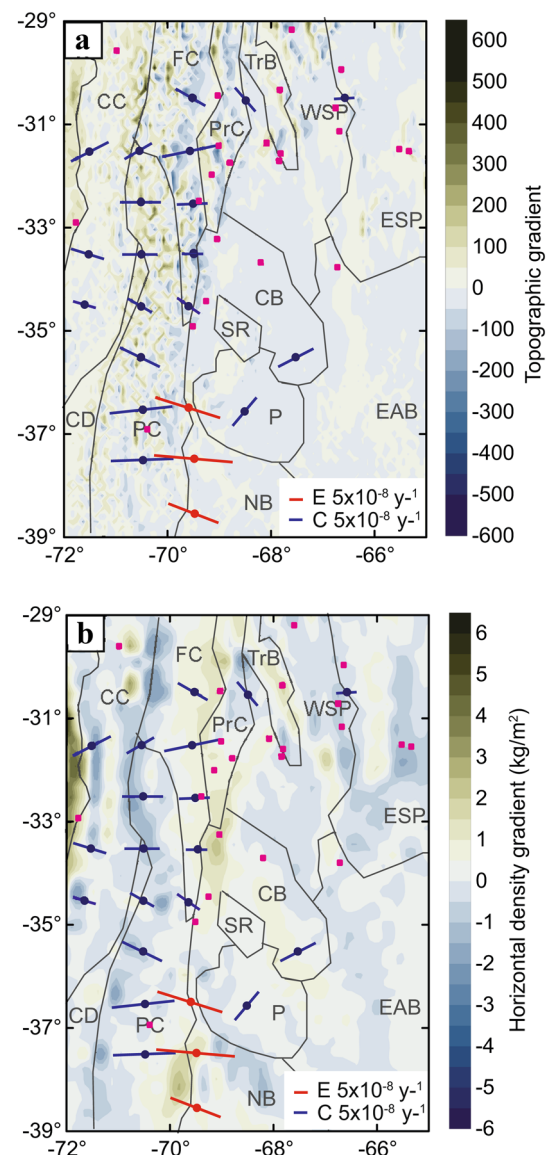 a
-29°
-31°
-33°
-35°
-37°
-39°
-72
-70
-68
-66
FC
TrB
CC
WSP
PrC
ESP
CB
SR
CD
PC
P
EAB
NB
E 5x10-8 y-1
C 5x10-8 y-1
600
500
400
300
200
100
0
-100
-200
-300
-400
-500
-600
Topographic gradient
b
-29°
-31°
-33°
-35°
-37°
-39°
-72
-70
-68
-66
FC
TrB
CC
WSP
PrC
ESP
CB
SR
CD
PC
P
EAB
NB
E 5x10-8 y-1
C 5x10-8 y-1
6
5
4
3
2
1
0
-1
-2
-3
-4
-5
-6
Horizontal density gradient (kg/m²)